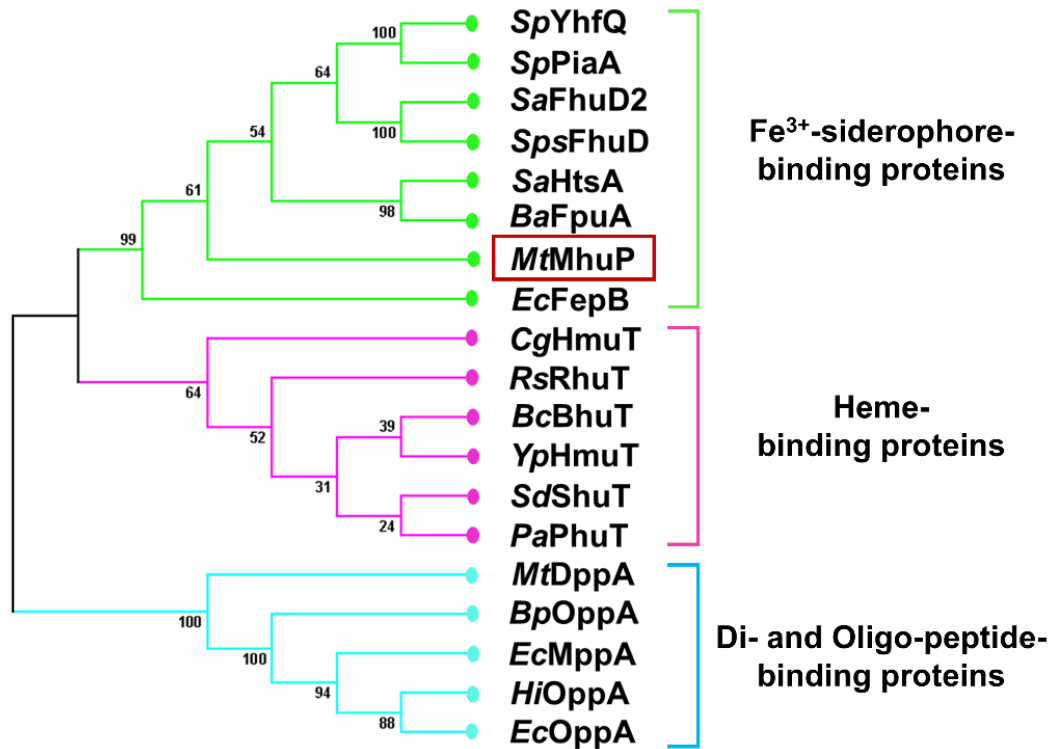 SpYhfQ
100
SpPiaA
64
SaFhuD2
54
100
SpsFhuD
Fe³⁺-siderophore-
binding proteins
SaHtsA
61
98
BaFpuA
99
MtMhuP
EcFepB
CgHmuT
64
RsRhuT
52
BcBhuT
39
Heme-
binding proteins
YpHmuT
31
SdShuT
24
PaPhuT
MtDppA
100
BpOppA
100
EcMppA
Di- and Oligo-peptide-
binding proteins
94
HiOppA
88
EcOppA